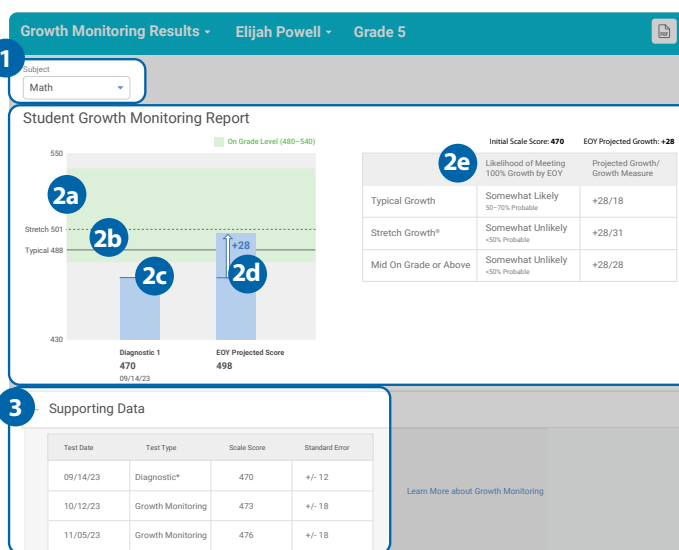 Growth Monitoring Results Elijah Powell Grade 5
PDF
1
Subject
Math
Student Growth Monitoring Report
On Grade Level (480–540)
550
2a
Stretch 501
2b
Typical 488
+28
2c
2d
430
Diagnostic 1
470
09/14/23
EOY Projected Score
498
Initial Scale Score: 470 EOY Projected Growth: +28
2e
Likelihood of Meeting
100% Growth by EOY
Projected Growth/
Growth Measure
Typical Growth
Somewhat Likely
50–70% Probable
+28/18
Stretch Growth®
Somewhat Unlikely
<50% Probable
+28/31
Mid On Grade or Above
Somewhat Unlikely
<50% Probable
+28/28
3
Supporting Data
Test Date Test Type Scale Score Standard Error
09/14/23 Diagnostic* 470 +/- 12
10/12/23 Growth Monitoring 473 +/- 18
11/05/23 Growth Monitoring 476 +/- 18
Learn More about Growth Monitoring